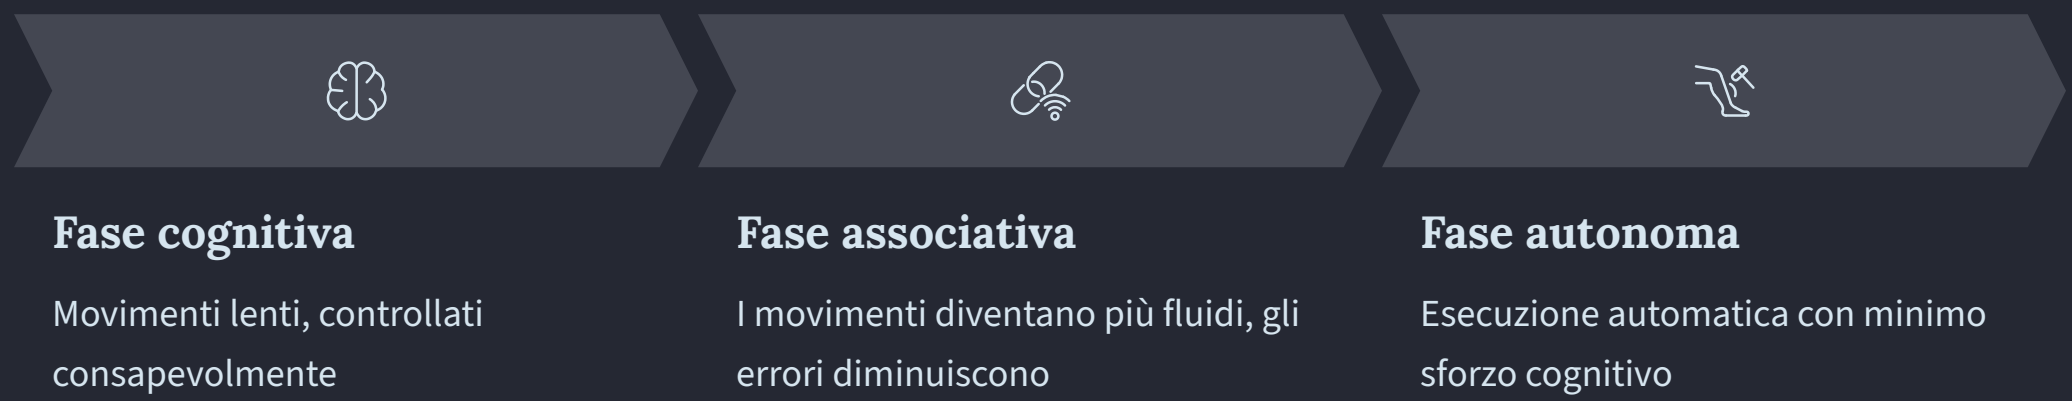 Fase cognitiva
Movimenti lenti, controllati
consapevolmente
Fase associativa
I movimenti diventano più fluidi, gli
errori diminuiscono
Fase autonoma
Esecuzione automatica con minimo
sforzo cognitivo